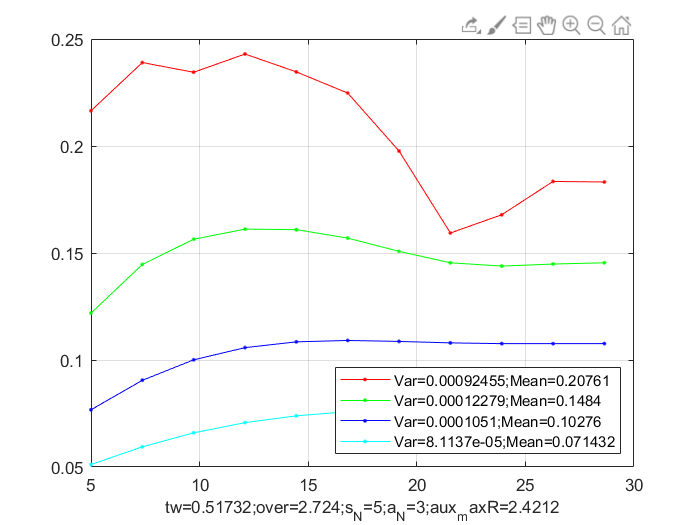 0.25
0.2
0.15
0.1
0.05
5
10
15
20
25
30
Var=0.00092455;Mean=0.20761
Var=0.00012279;Mean=0.1484
Var=0.0001051;Mean=0.10276
Var=8.1137e-05;Mean=0.071432
tw=0.51732;over=2.724;s_N=5;a_N=3;aux_maxR=2.4212